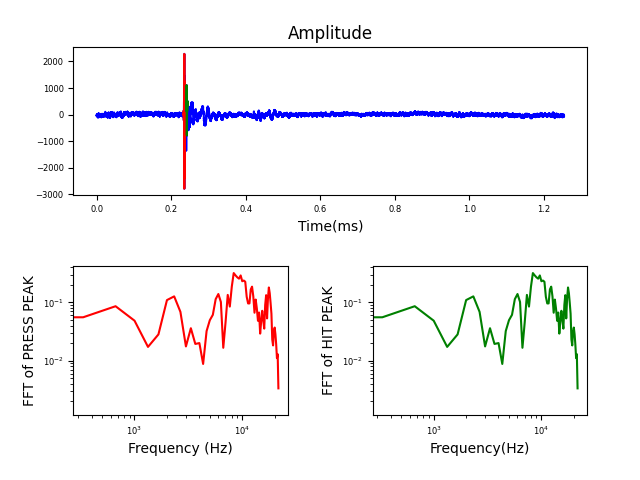 Amplitude
2000
1000
0
−1000
−2000
−3000
0.0 0.2 0.4 0.6 0.8 1.0 1.2
Time(ms)
FFT of PRESS PEAK
10⁻¹
10⁻²
10³ 10⁴
Frequency (Hz)
FFT of HIT PEAK
10⁻¹
10⁻²
10³ 10⁴
Frequency(Hz)